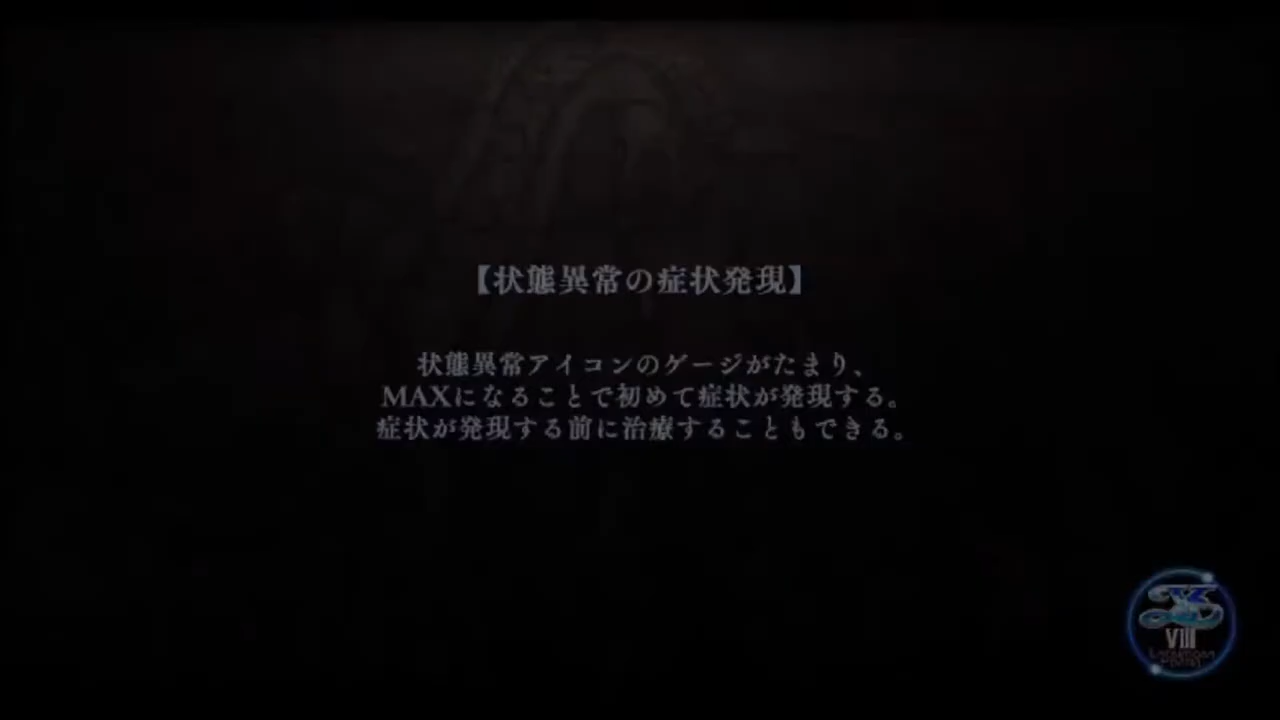 【状態異常の症状発現】
状態異常アイコンのゲージがたまり、
MAXになることで初めて症状が発現する。
症状が発現する前に治療することもできる。
Ys
VIII